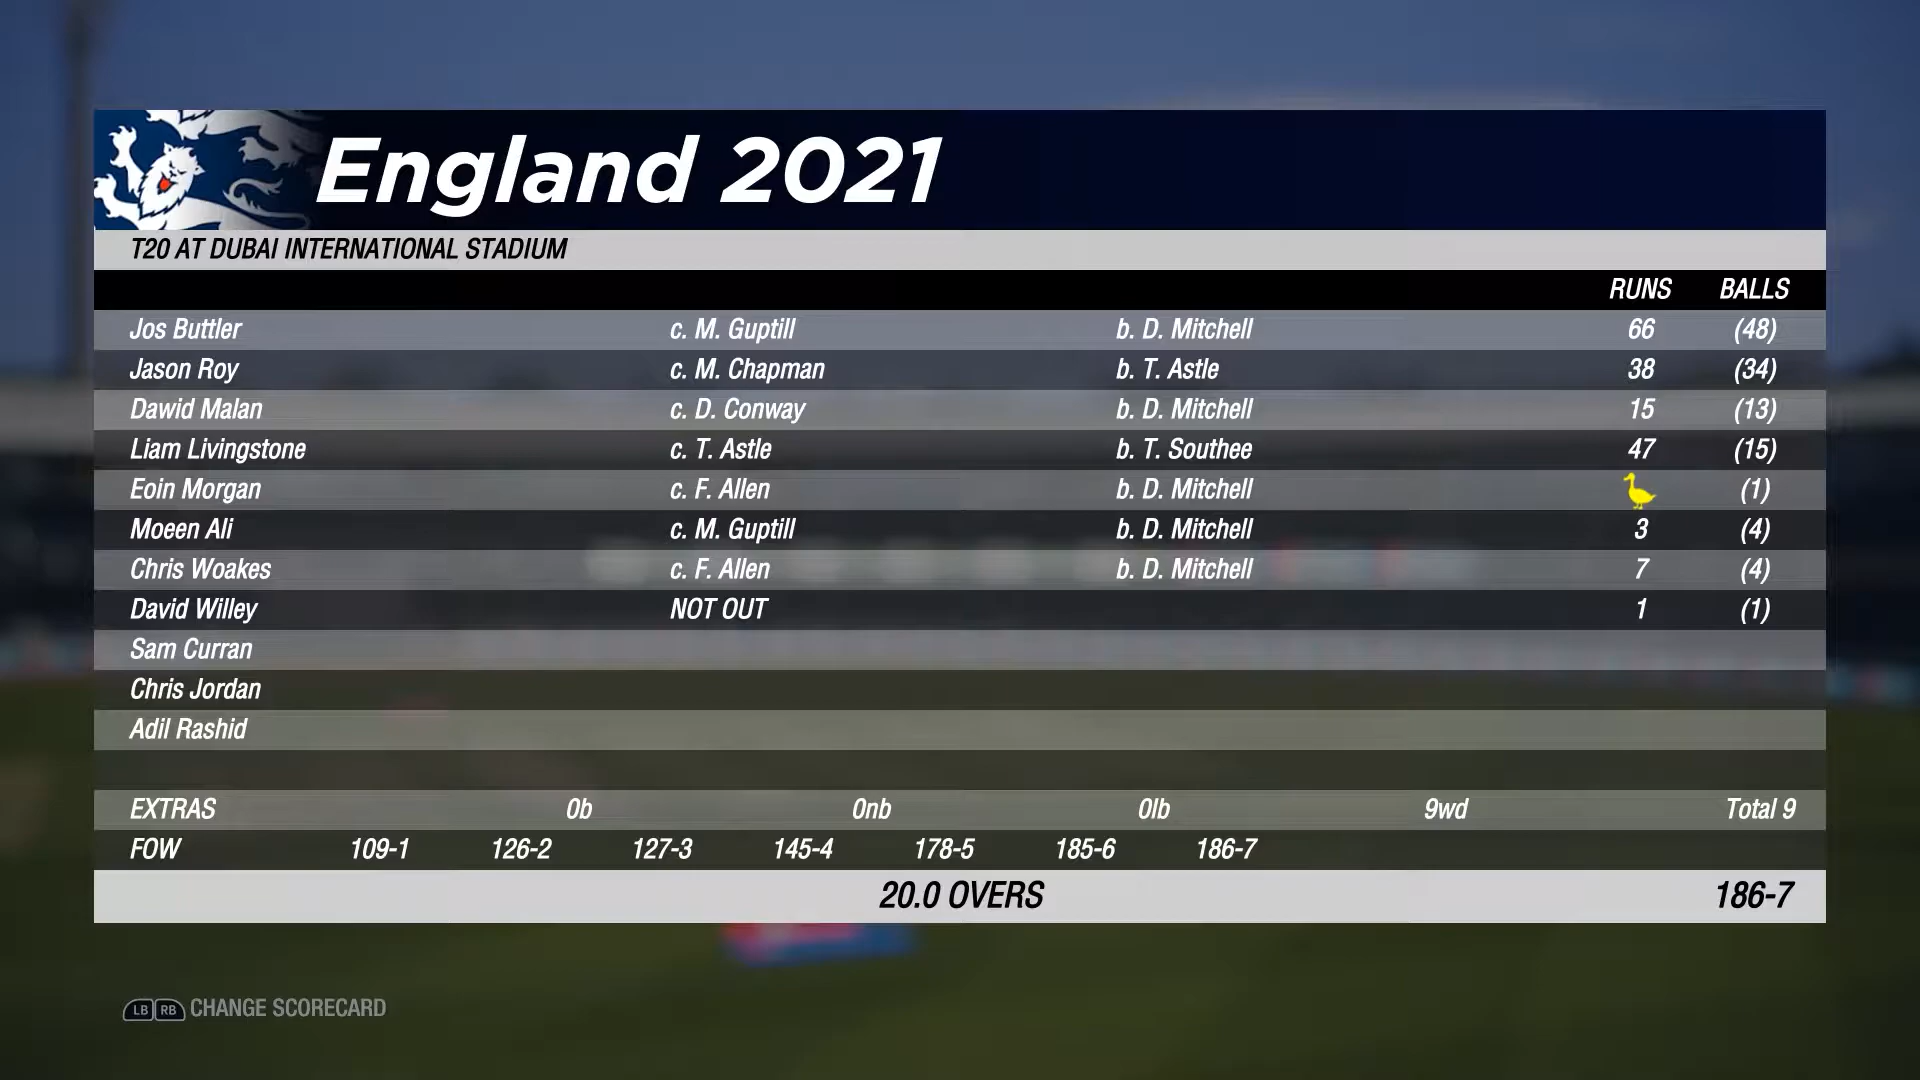 England 2021
T20 AT DUBAI INTERNATIONAL STADIUM
RUNS BALLS
Jos Buttler c. M. Guptill b. D. Mitchell 66 (48)
Jason Roy c. M. Chapman b. T. Astle 38 (34)
Dawid Malan c. D. Conway b. D. Mitchell 15 (13)
Liam Livingstone c. T. Astle b. T. Southee 47 (15)
Eoin Morgan c. F. Allen b. D. Mitchell (1)
Moeen Ali c. M. Guptill b. D. Mitchell 3 (4)
Chris Woakes c. F. Allen b. D. Mitchell 7 (4)
David Willey NOT OUT 1 (1)
Sam Curran
Chris Jordan
Adil Rashid
EXTRAS 0b 0nb 0lb 9wd Total 9
FOW 109-1 126-2 127-3 145-4 178-5 185-6 186-7
20.0 OVERS 186-7
LB RB CHANGE SCORECARD